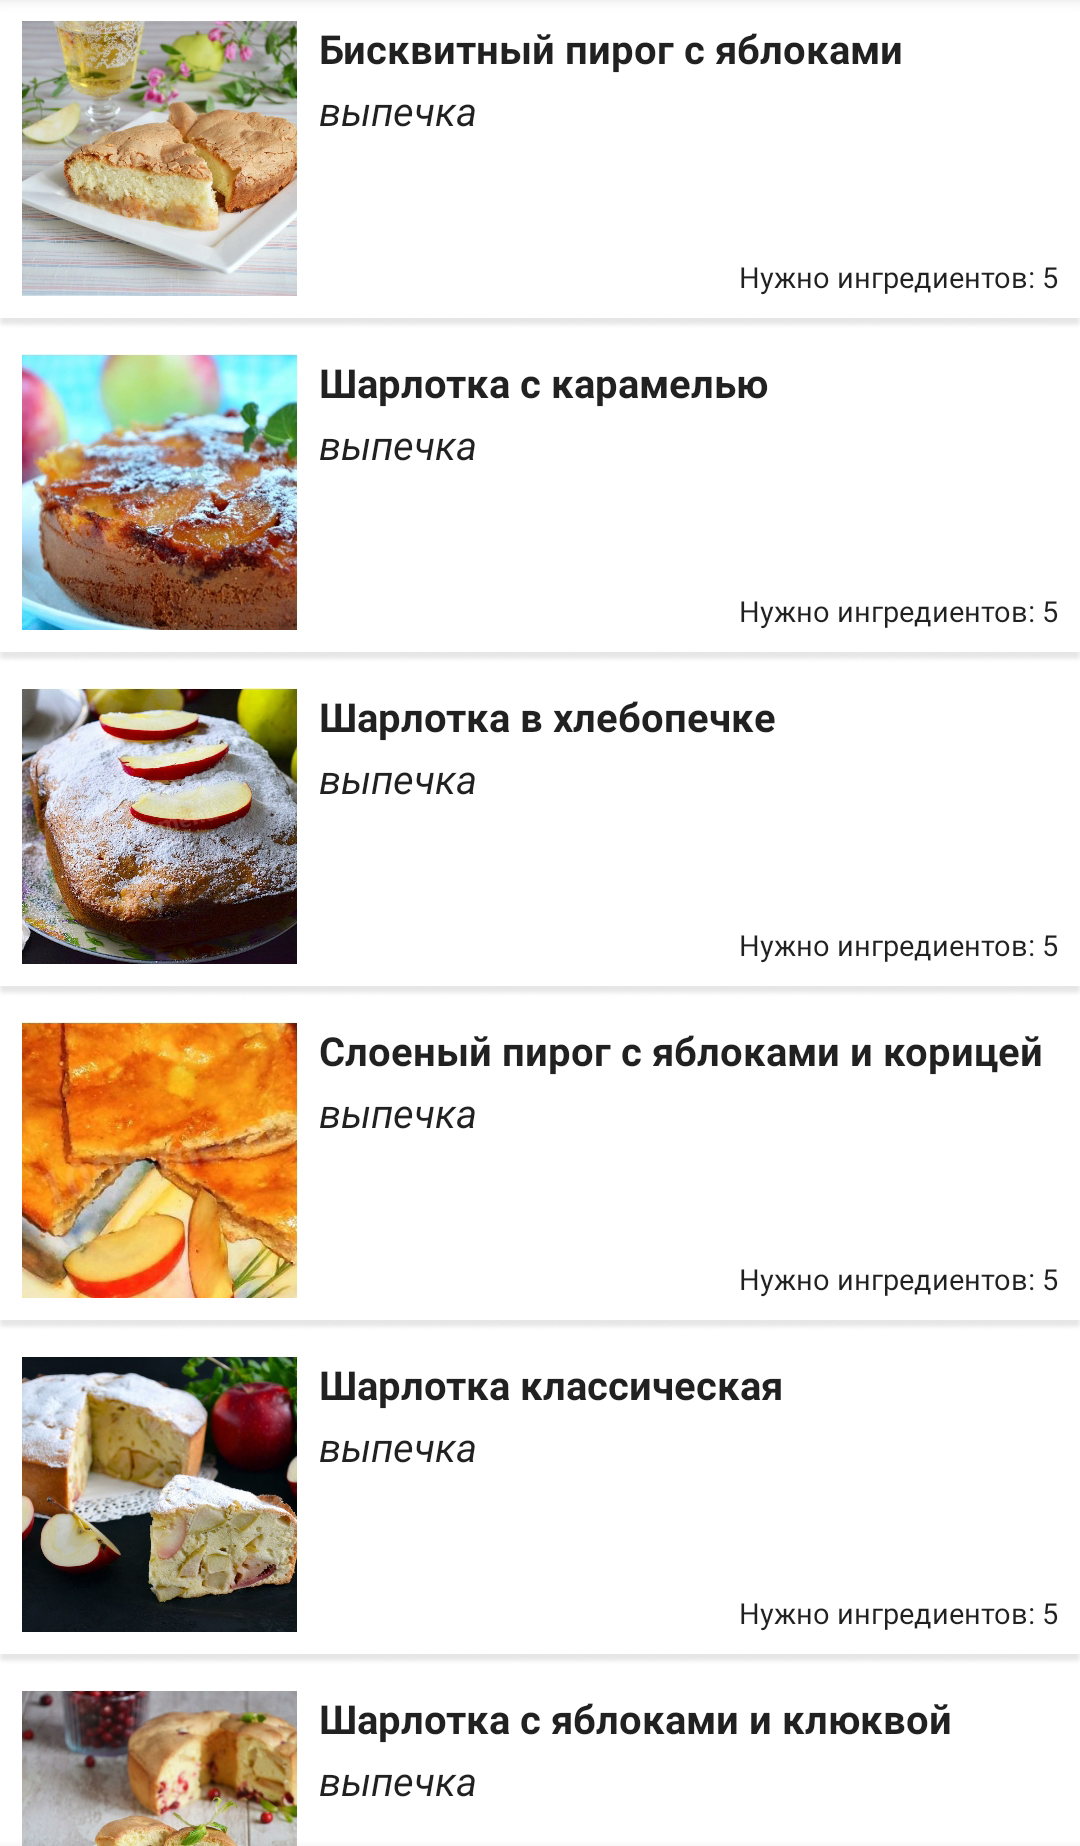 Бисквитный пирог с яблоками
выпечка
Нужно ингредиентов: 5
Шарлотка с карамелью
выпечка
Нужно ингредиентов: 5
Шарлотка в хлебопечке
выпечка
Нужно ингредиентов: 5
Слоеный пирог с яблоками и корицей
выпечка
Нужно ингредиентов: 5
Шарлотка классическая
выпечка
Нужно ингредиентов: 5
Шарлотка с яблоками и клюквой
выпечка